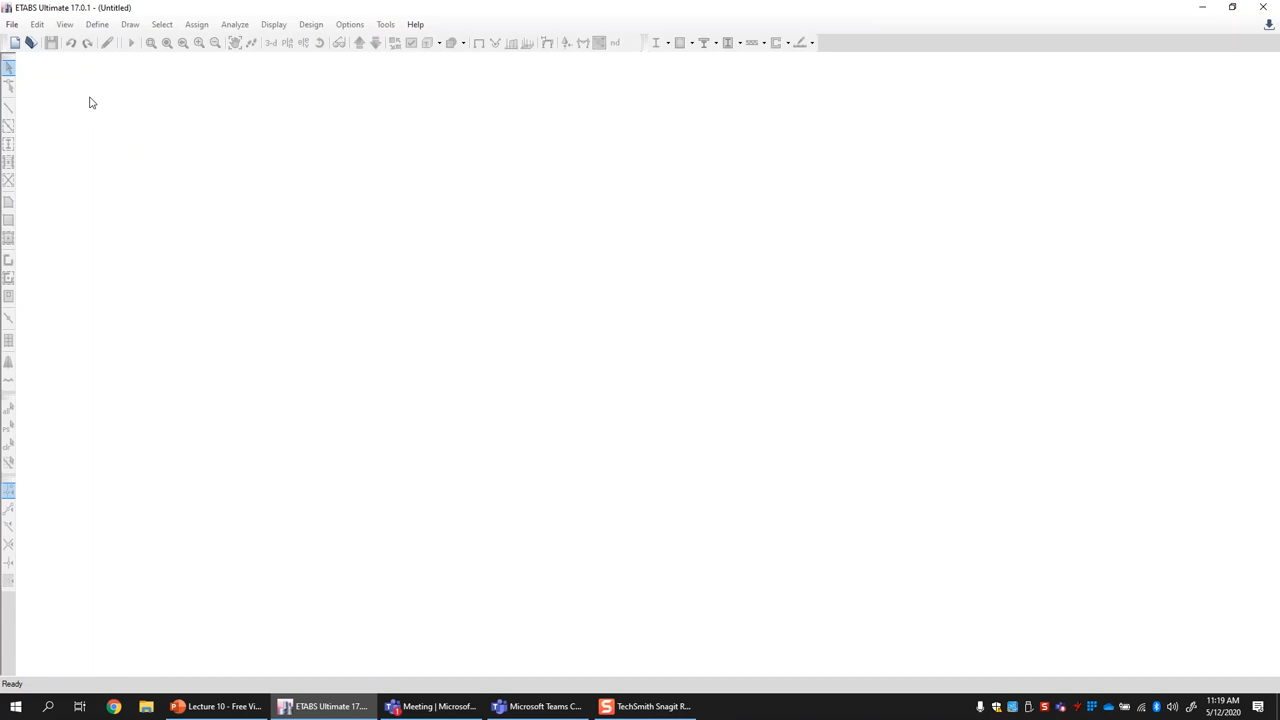 ETABS Ultimate 17.0.1 - (Untitled)
File Edit View Define Draw Select Assign Analyze Display Design Options Tools Help
3-d nd
Ready
Lecture 10 - Free Vi...
ETABS Ultimate 17....
Meeting | Microsof...
Microsoft Teams C...
TechSmith Snagit R...
11:19 AM
5/12/2020